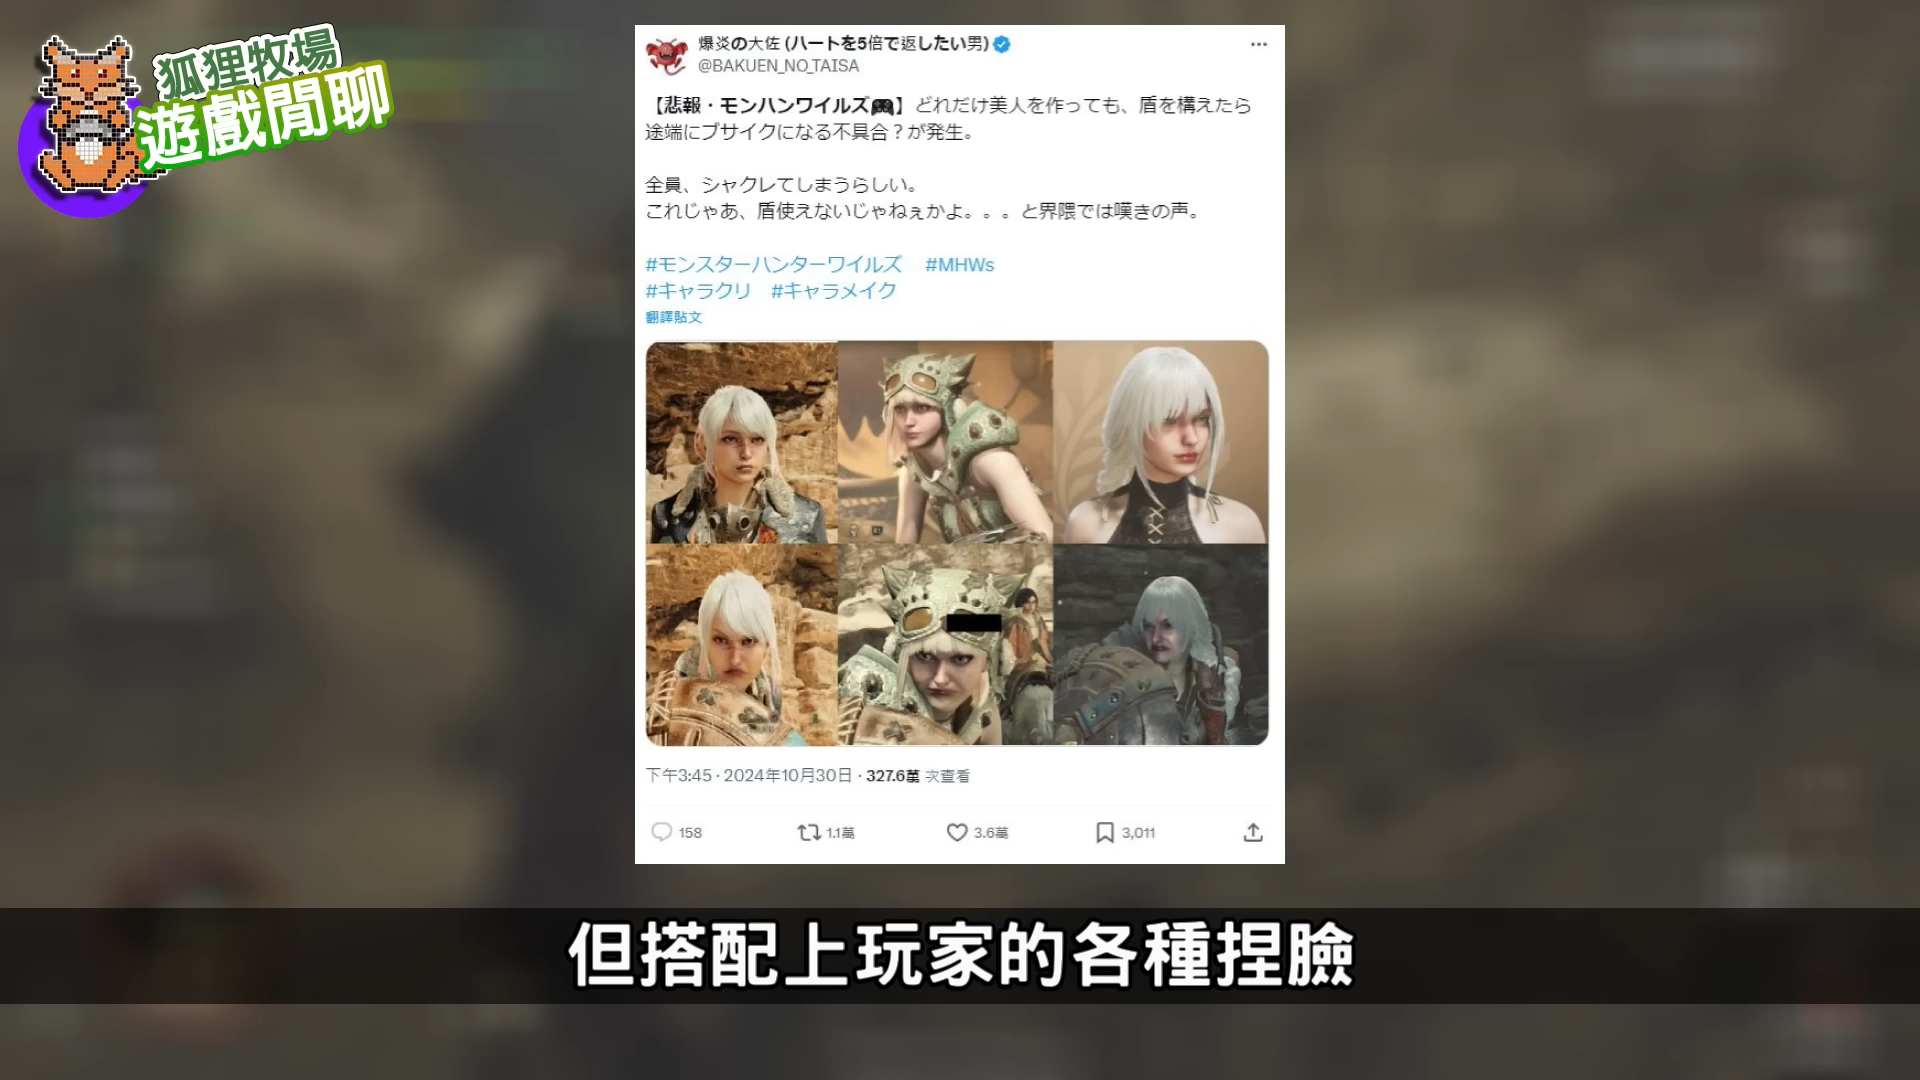 狐狸牧場
遊戲閒聊
爆炎の大佐 (ハートを5倍で返したい男)
@BAKUEN_NO_TAISA
【悲報・モンハンワイルズ🎮】どれだけ美人を作っても、盾を構えたら
途端にブサイクになる不具合？が発生。
全員、シャクレてしまうらしい。
これじゃあ、盾使えないじゃねぇかよ。。。と界隈では嘆きの声。
#モンスターハンターワイルズ #MHWs
#キャラクリ #キャラメイク
翻譯貼文
下午3:45 · 2024年10月30日 · 327.6萬 次查看
158 1.1萬 3.6萬 3,011
但搭配上玩家的各種捏臉